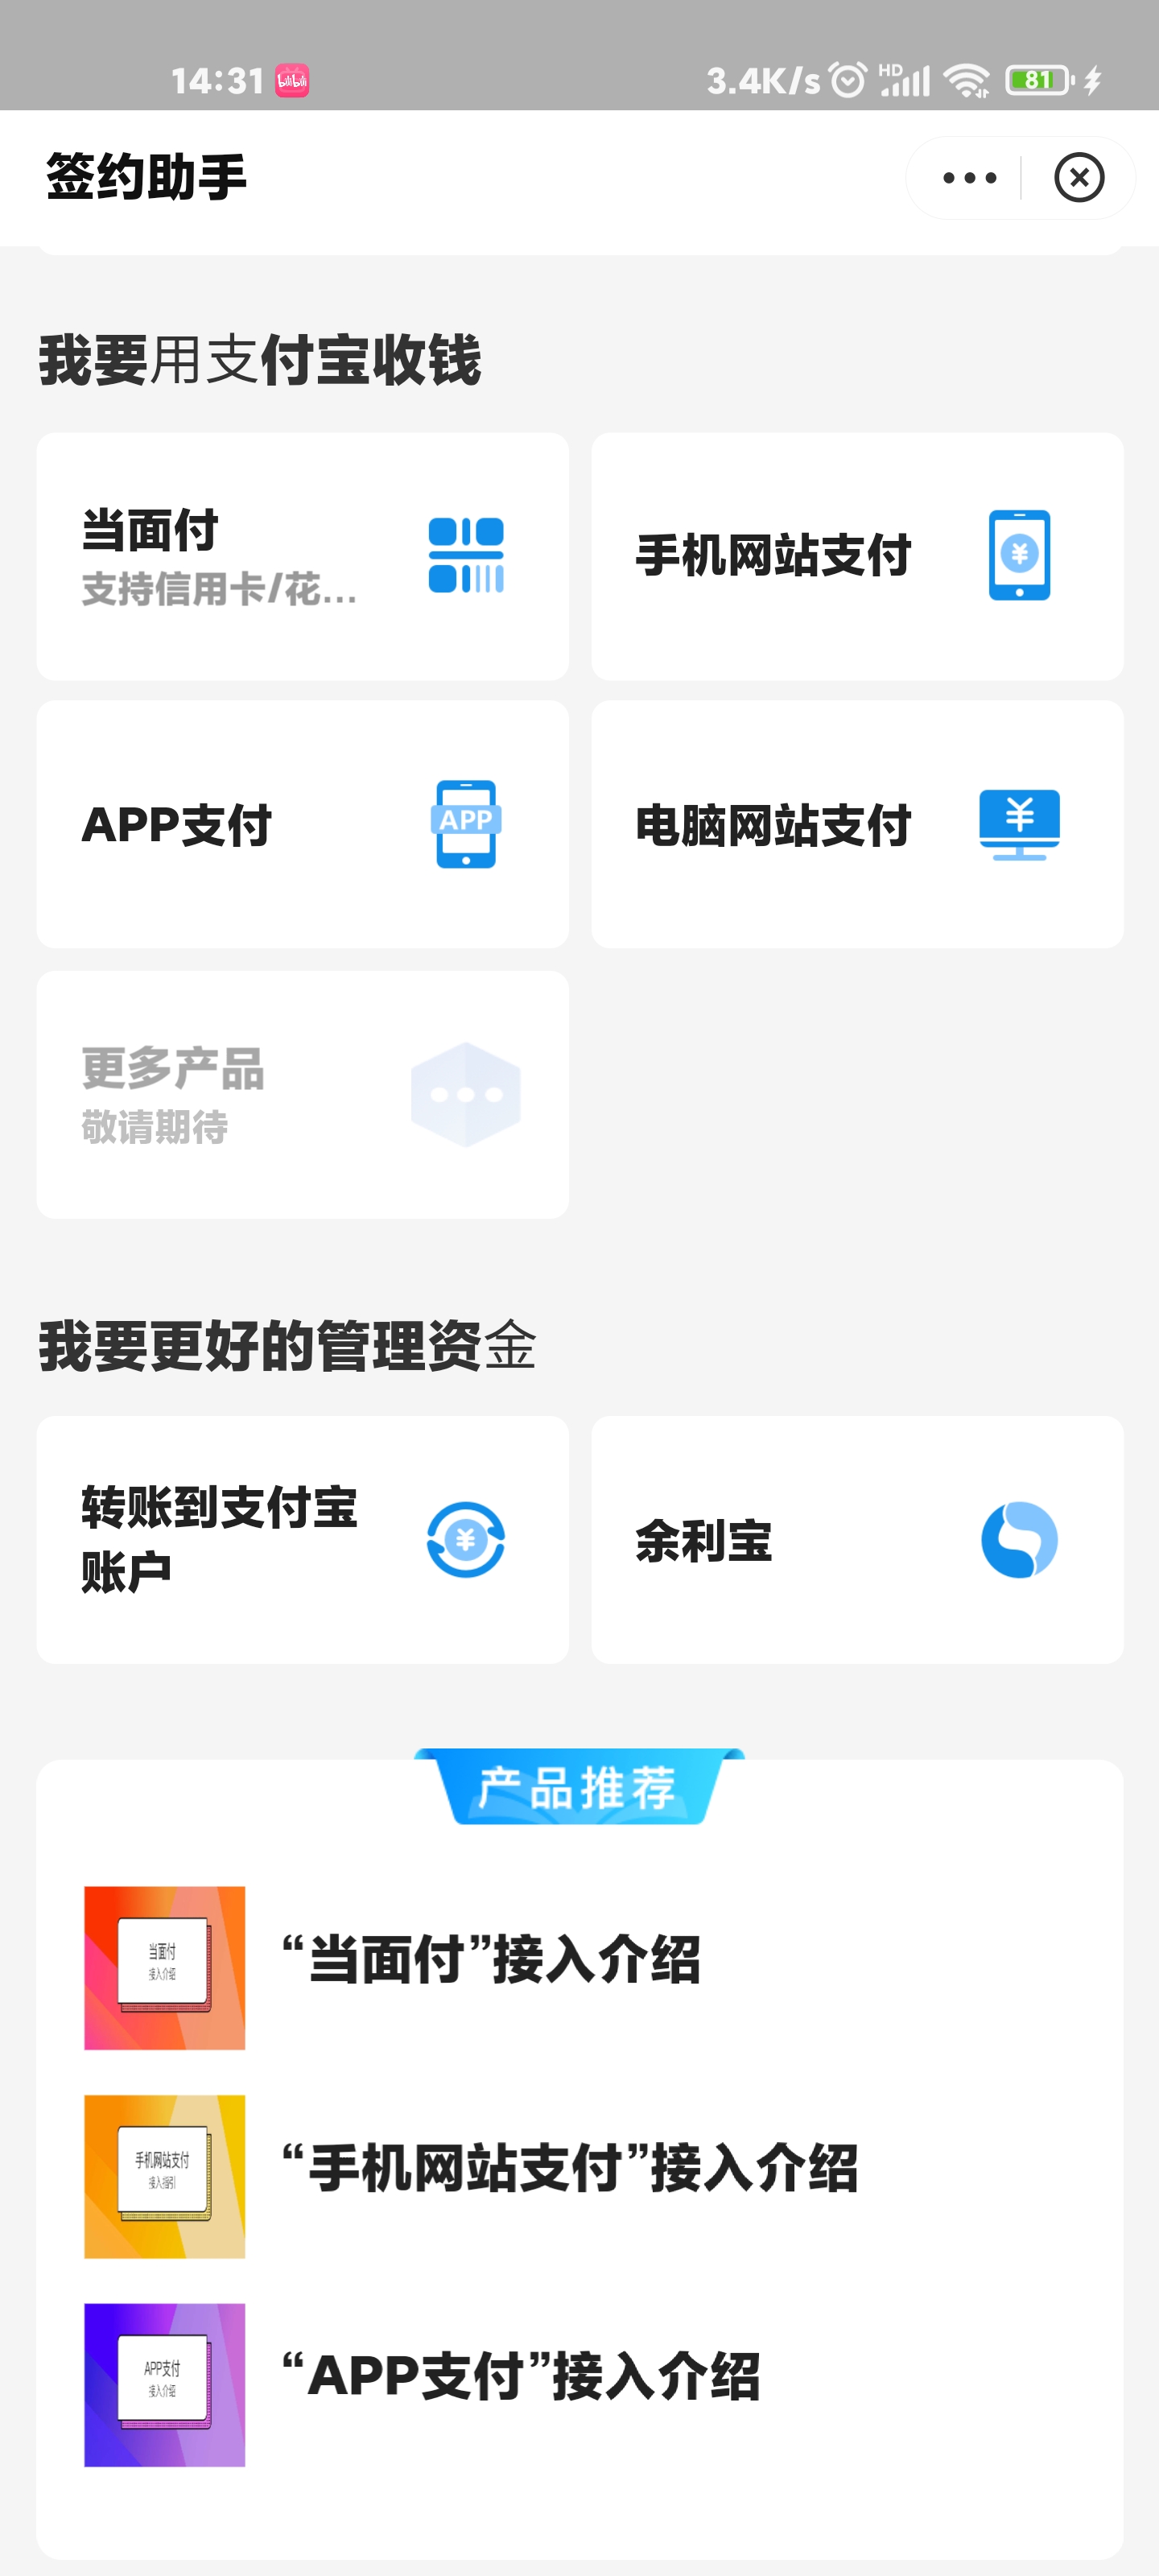 14:31 bilibili 3.4K/s HD 81
签约助手
我要用支付宝收钱
当面付
支持信用卡/花...
手机网站支付
APP支付
APP
电脑网站支付
更多产品
敬请期待
我要更好的管理资金
转账到支付宝
账户
余利宝
产品推荐
当面付
接入介绍
“当面付”接入介绍
手机网站支付
接入指引
“手机网站支付”接入介绍
APP支付
接入介绍
“APP支付”接入介绍